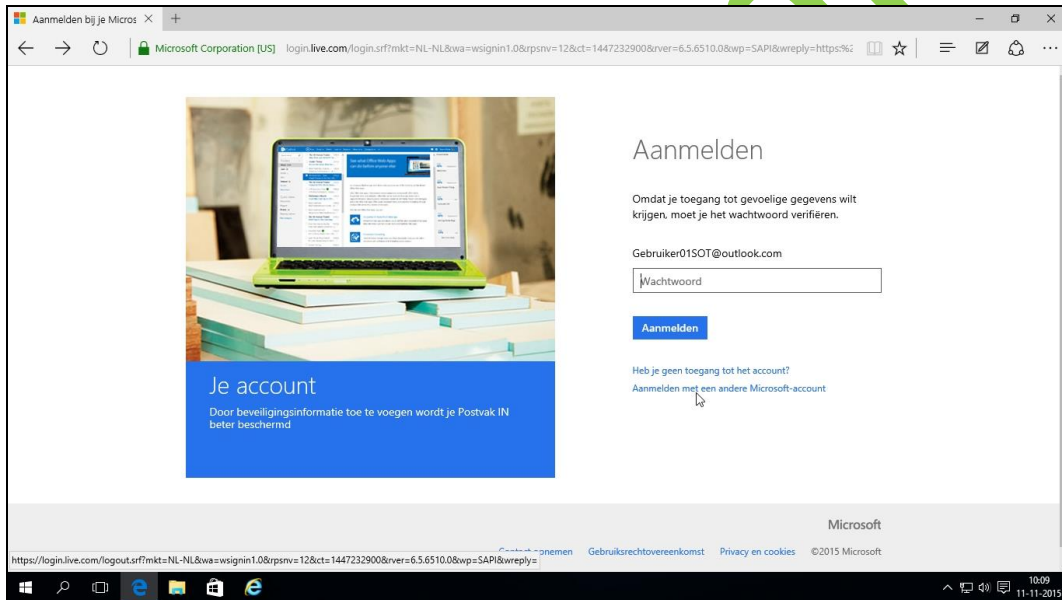 Aanmelden bij je Micros
Microsoft Corporation [US] login.live.com/login.srf?mkt=NL-NL&wa=wsignin1.0&rpsnv=12&ct=1447232900&rver=6.5.6510.0&wp=SAPI&wreply=https:%2
Aanmelden
Omdat je toegang tot gevoelige gegevens wilt
krijgen, moet je het wachtwoord verifiëren.
Gebruiker01SOT@outlook.com
Wachtwoord
Aanmelden
Heb je geen toegang tot het account?
Aanmelden met een andere Microsoft-account
Je account
Door beveiligingsinformatie toe te voegen wordt je Postvak IN
beter beschermd
Microsoft
Gebruiksrechtovereenkomst Privacy en cookies ©2015 Microsoft
https://login.live.com/logout.srf?mkt=NL-NL&wa=wsignin1.0&rpsnv=12&ct=1447232900&rver=6.5.6510.0&wp=SAPI&wreply=
10:09
11-11-2015